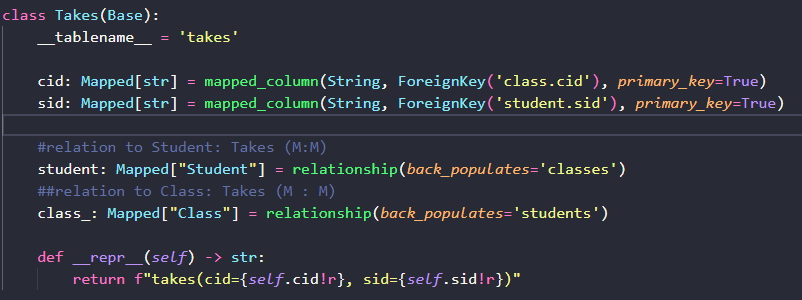 class Takes(Base):
__tablename__ = 'takes'
cid: Mapped[str] = mapped_column(String, ForeignKey('class.cid'), primary_key=True)
sid: Mapped[str] = mapped_column(String, ForeignKey('student.sid'), primary_key=True)
#relation to Student: Takes (M:M)
student: Mapped["Student"] = relationship(back_populates='classes')
##relation to Class: Takes (M : M)
class_: Mapped["Class"] = relationship(back_populates='students')
def __repr__(self) -> str:
return f"takes(cid={self.cid!r}, sid={self.sid!r})"